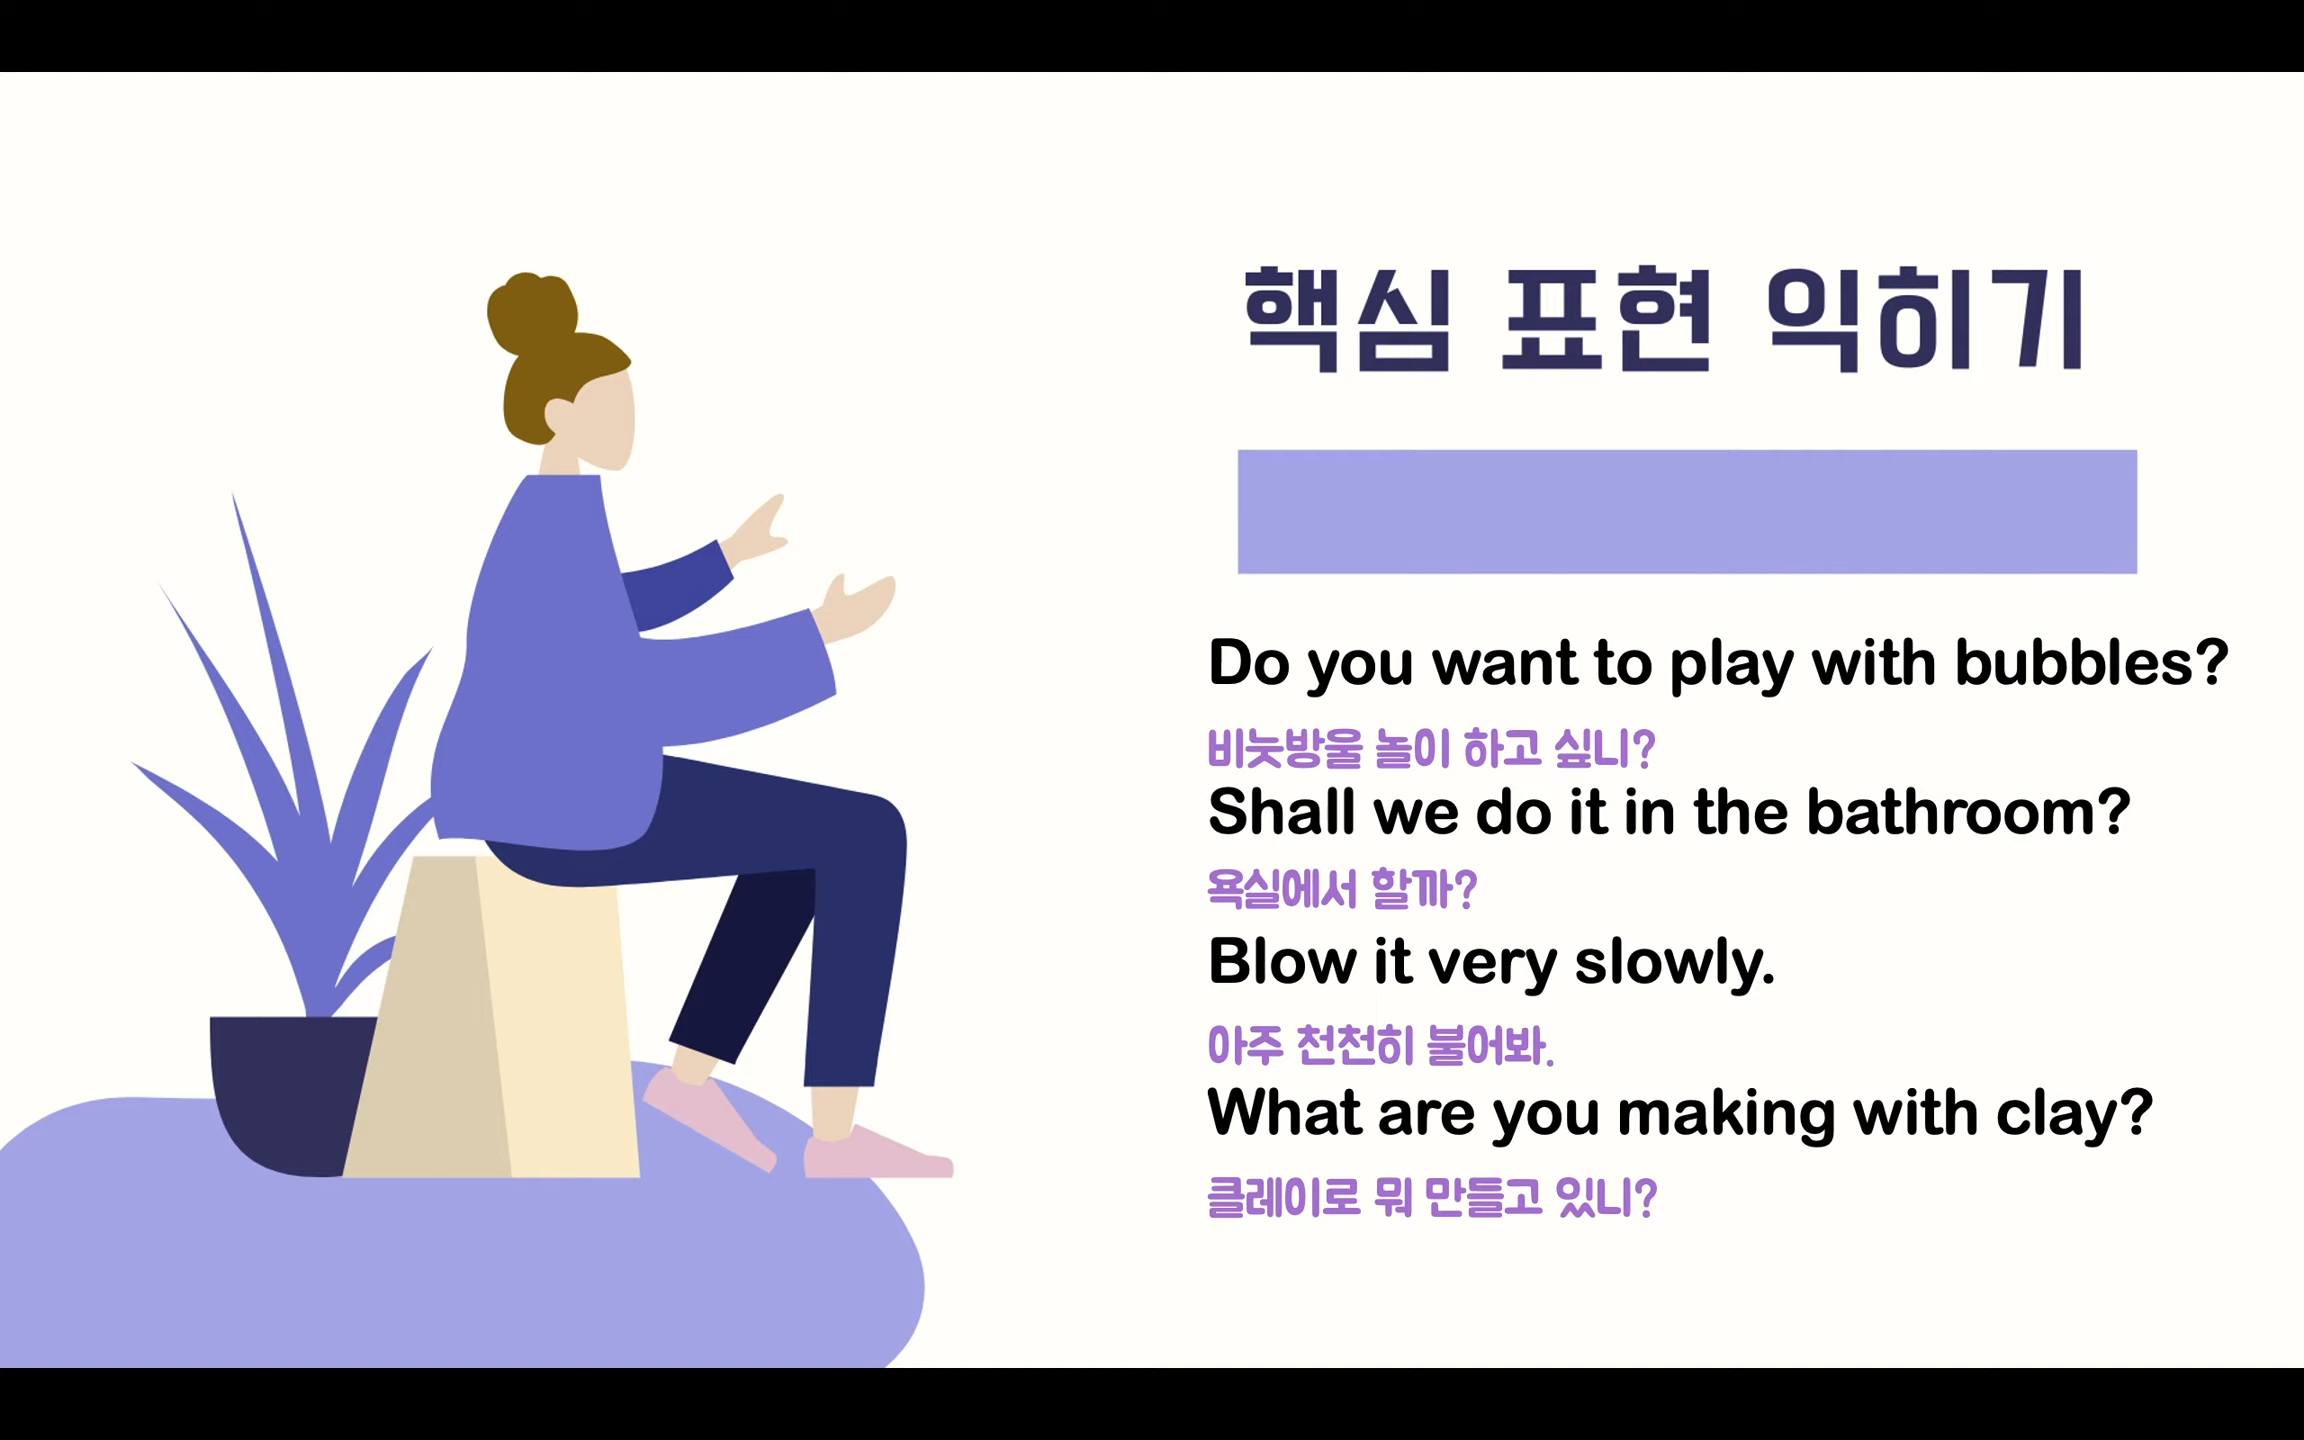 핵심 표현 익히기
Do you want to play with bubbles?
비눗방울 놀이 하고 싶니?
Shall we do it in the bathroom?
욕실에서 할까?
Blow it very slowly.
아주 천천히 불어봐.
What are you making with clay?
클레이로 뭐 만들고 있니?